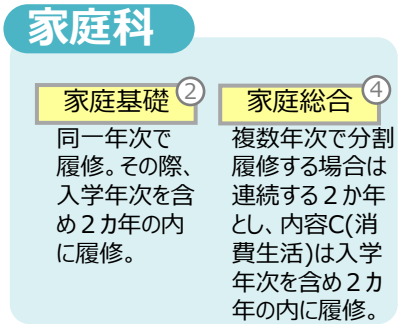 家庭科
家庭基礎 ②
同一年次で
履修。その際、
入学年次を含
め２カ年の内
に履修。
家庭総合 ④
複数年次で分割
履修する場合は
連続する２か年
とし、内容C(消
費生活)は入学
年次を含め２カ
年の内に履修。